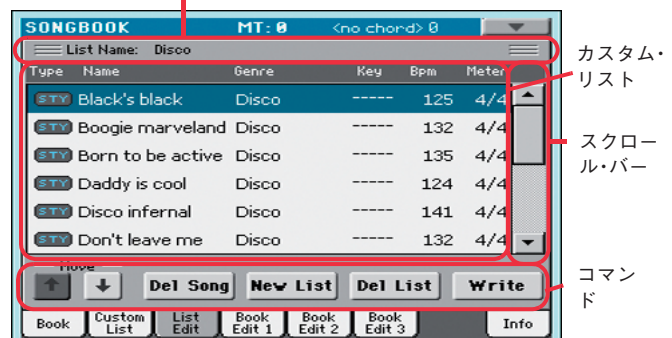 SONGBOOK MT: 0 <no chord> 0
List Name: Disco
Type Name Genre Key Bpm Meter
STY Black's black Disco ----- 125 4/4
STY Boogie marveland Disco ----- 132 4/4
STY Born to be active Disco ----- 135 4/4
STY Daddy is cool Disco ----- 124 4/4
STY Disco infernal Disco ----- 141 4/4
STY Don't leave me Disco ----- 132 4/4
Move
Del Song New List Del List Write
Book Custom List List Edit Book Edit 1 Book Edit 2 Book Edit 3 Info
カスタム・
リスト
スクロー
ル・バー
コマン
ド